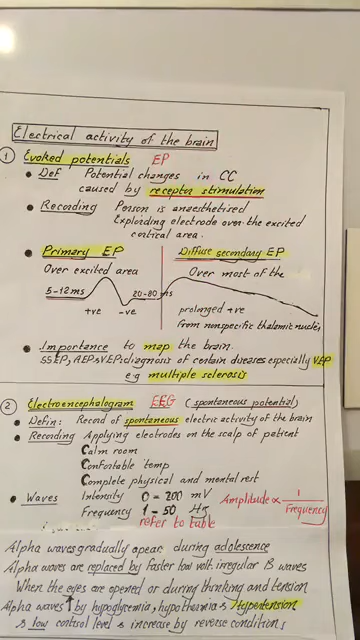 Electrical activity of the brain
① Evoked potentials EP
• Def Potential changes in CC
caused by receptor stimulation
• Recording Person is anaesthetised
Exploring electrode over the excited
cortical area.
• Primary EP Diffuse secondary EP
Over excited area Over most of the
5-12ms 20-80 ms
+ve -ve prolonged +ve
from nonspecific thalamic nuclei
• Importance to map the brain.
SSEP, AEP & VEP: diagnosis of certain diseases especially VEP
e.g multiple sclerosis
② Electroencephalogram EEG (spontaneous potential)
• Defin: Record of spontaneous electric activity of the brain
• Recording Applying electrodes on the scalp of patient
Calm room
Confortable temp
Complete physical and mental rest
• Waves Intensity 0-200 mV Amplitude ∝ 1/Frequency
Frequency 1-50 Hz
refer to table
Alpha waves gradually apear during adolescence
Alpha waves are replaced by faster low volt. irregular B waves
When the eyes are opened or during thinking and tension
Alpha waves ↑ by hypoglycemia, hypothermia, Hypertension
& low cortisol level & increase by reverse conditions